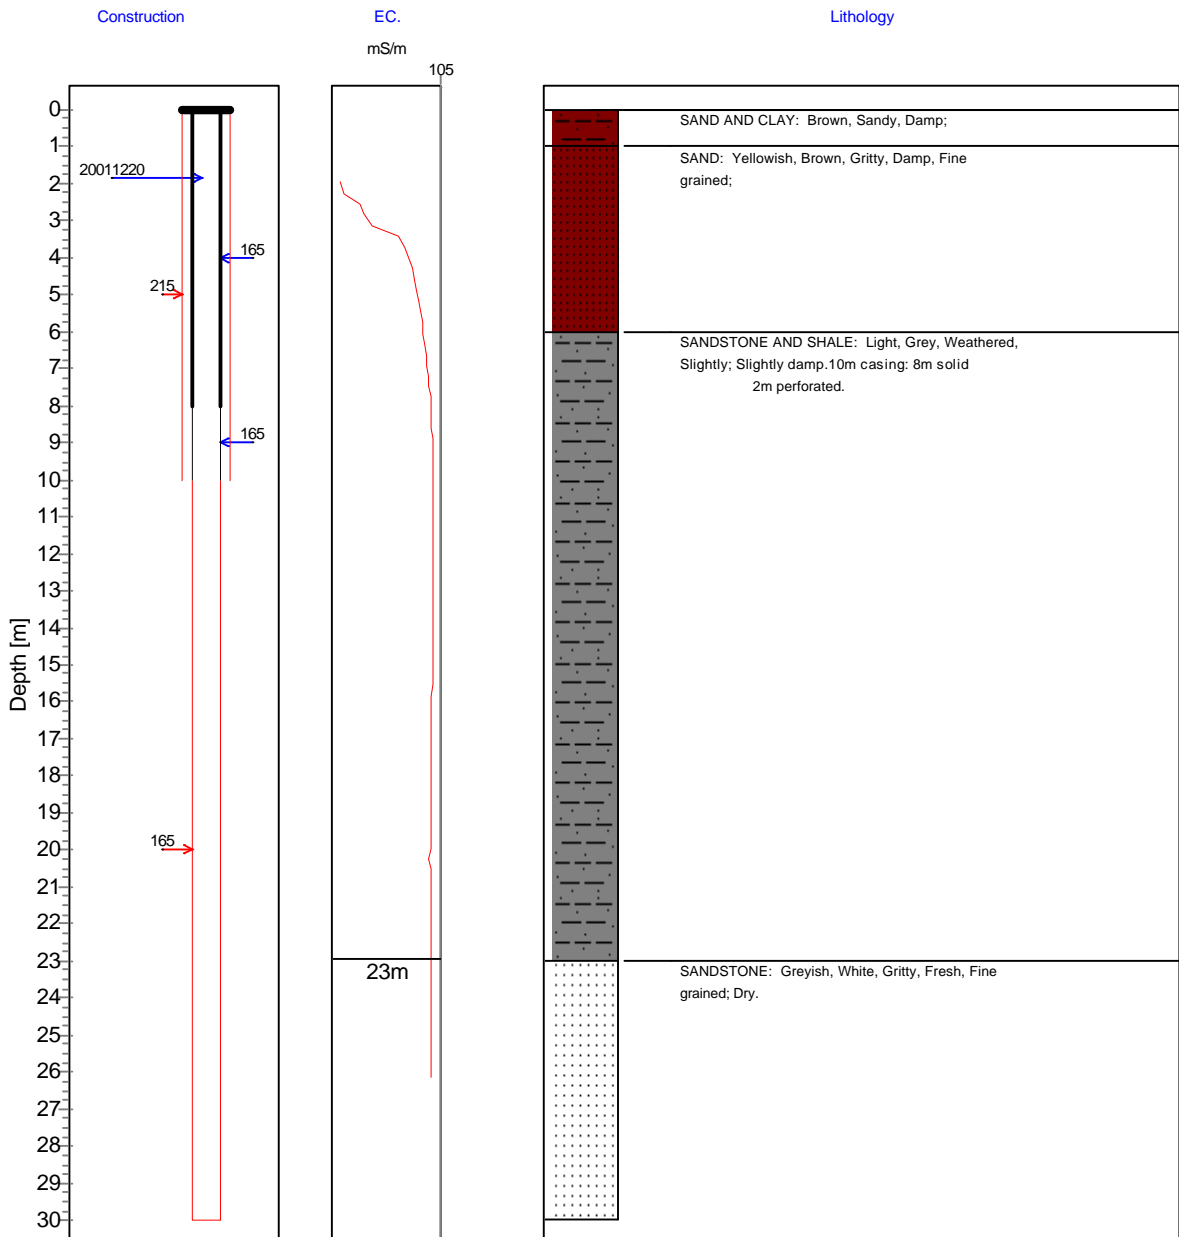 Construction
EC.
Lithology
mS/m
105
Depth [m]
0
1
2
3
4
5
6
7
8
9
10
11
12
13
14
15
16
17
18
19
20
21
22
23
24
25
26
27
28
29
30
20011220
165
215
165
165
23m
SAND AND CLAY: Brown, Sandy, Damp;
SAND: Yellowish, Brown, Gritty, Damp, Fine
grained;
SANDSTONE AND SHALE: Light, Grey, Weathered,
Slightly; Slightly damp.10m casing: 8m solid
2m perforated.
SANDSTONE: Greyish, White, Gritty, Fresh, Fine
grained; Dry.